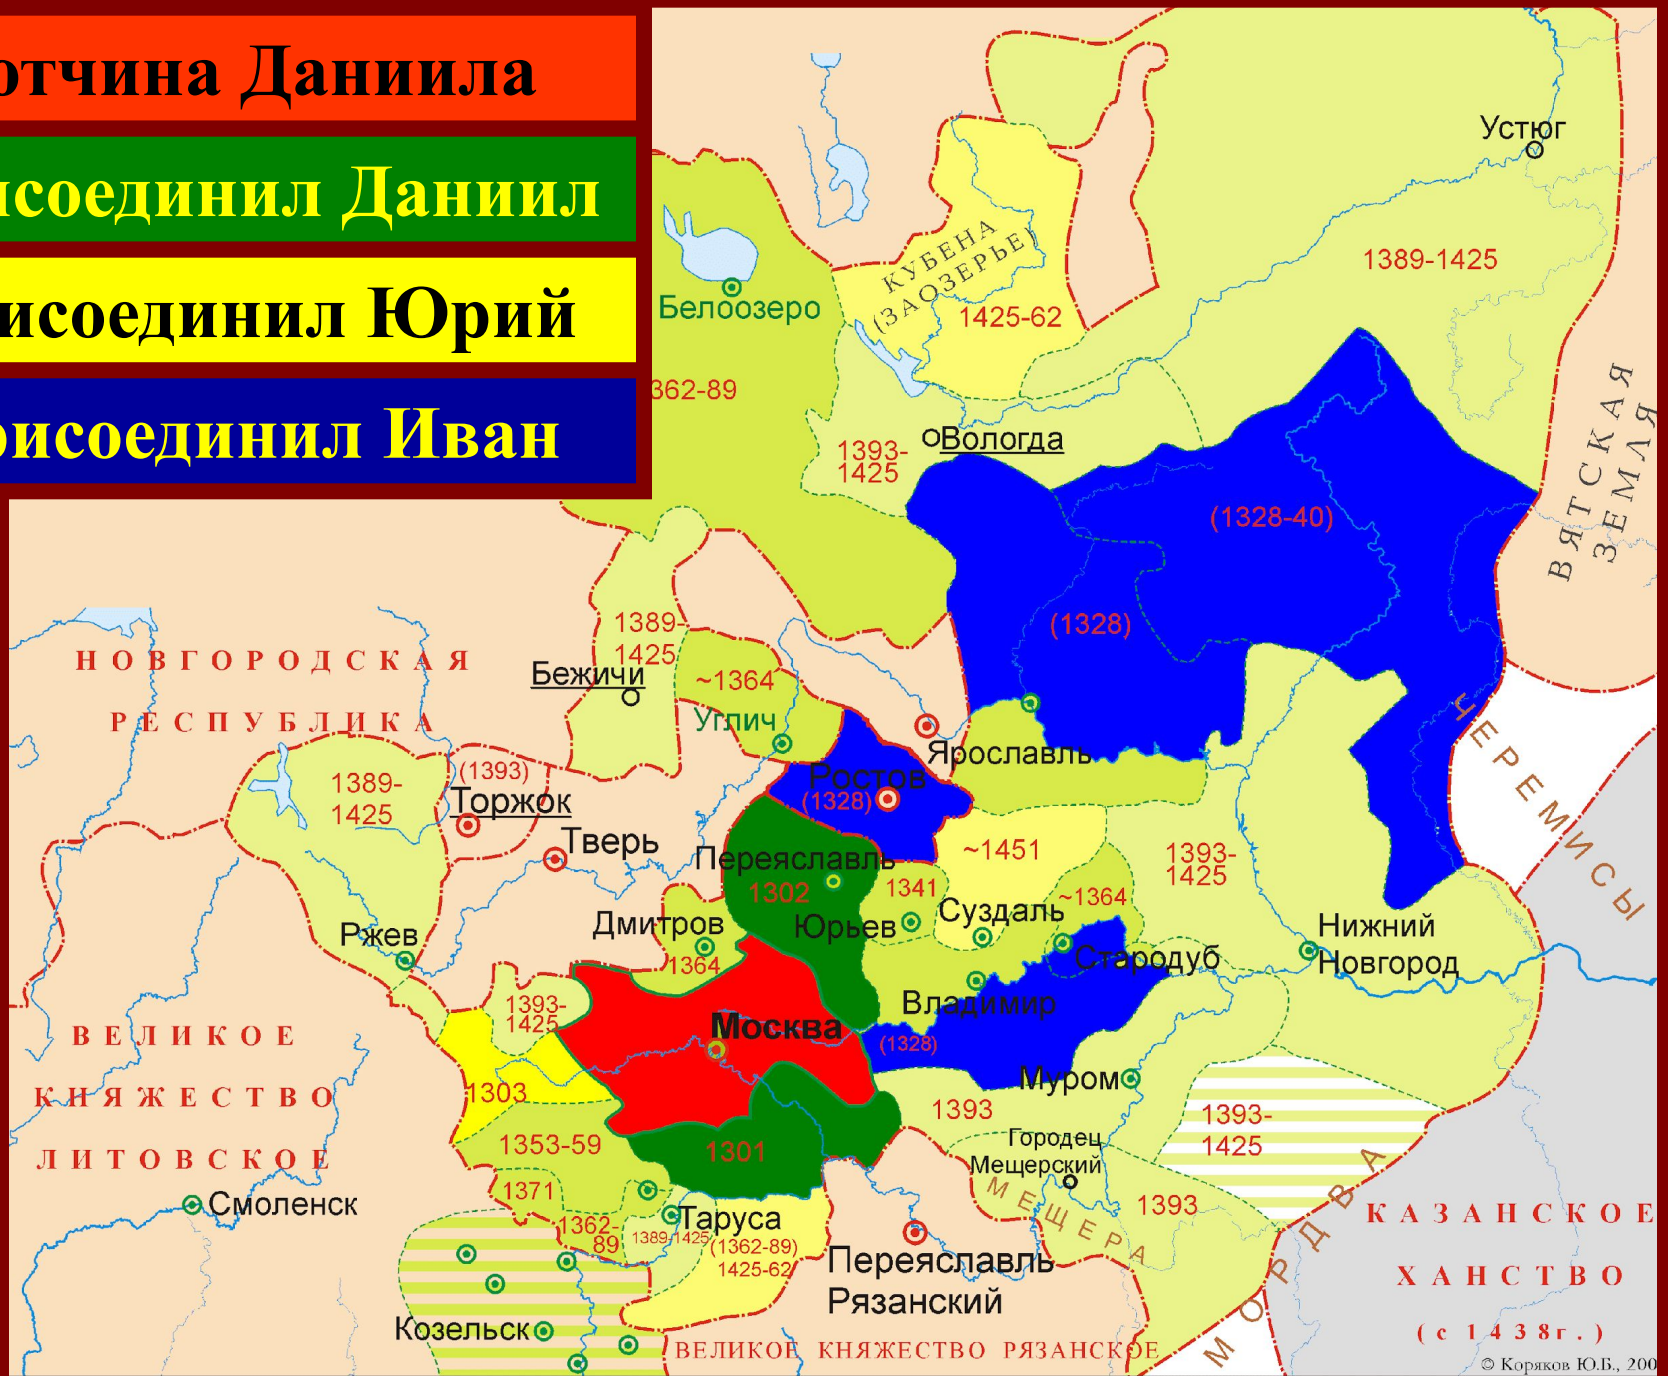 отчина Даниила
исоединил Даниил
исоединил Юрий
рисоединил Иван
Устюг
КУБЕНА
(ЗАОЗЕРЬЕ)
1425-62
1389-1425
Белоозеро
362-89
ВЯТСКАЯ
ЗЕМЛЯ
1393-
1425
Вологда
(1328-40)
(1328)
НОВГОРОДСКАЯ
РЕСПУБЛИКА
1389-
1425
Бежичи
~1364
Углич
ЧЕРЕМИСЫ
Ярославль
Ростов
(1328)
1389-
1425
(1393)
Торжок
Тверь
Переяславль
1302
1341
~1451
~1364
1393-
1425
Ржев
Дмитров
1364
Юрьев
Суздаль
Стародуб
Нижний
Новгород
Владимир
1393-
1425
Москва
(1328)
ВЕЛИКОЕ
КНЯЖЕСТВО
ЛИТОВСКОЕ
1303
Муром
1393
1393-
1425
1353-59
1301
Городец
Мещерский
МЕЩЕРА
1393
МОРДВА
Смоленск
1371
1362-
89
Таруса
1389-1425
(1362-89)
1425-62
Переяславль
Рязанский
КАЗАНСКОЕ
ХАНСТВО
(с 1438г.)
Козельск
ВЕЛИКОЕ КНЯЖЕСТВО РЯЗАНСКОЕ
© Коряков Ю.Б., 200